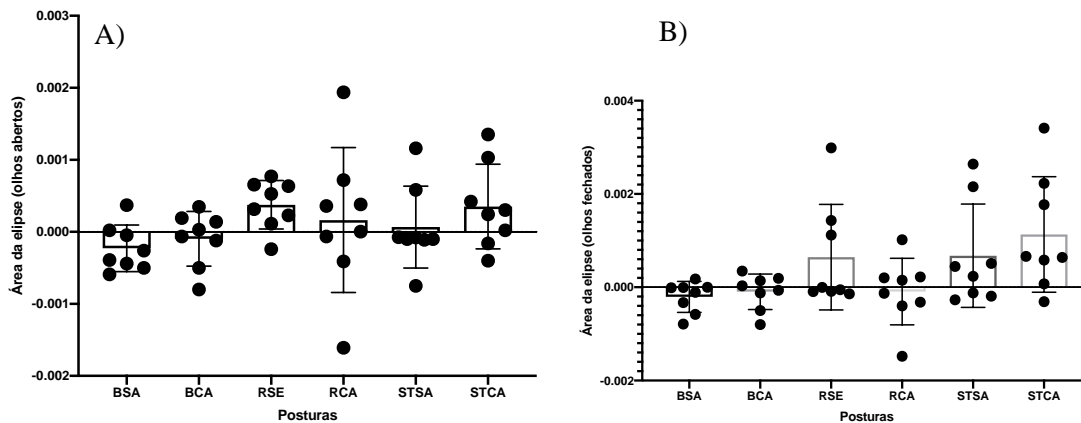 A)
Área da elipse (olhos abertos)
0.003
0.002
0.001
0.000
-0.001
-0.002
BSA BCA RSE RCA STSA STCA
Posturas
B)
Área da elipse (olhos fechados)
0.004
0.002
0.000
-0.002
BSA BCA RSE RCA STSA STCA
Posturas